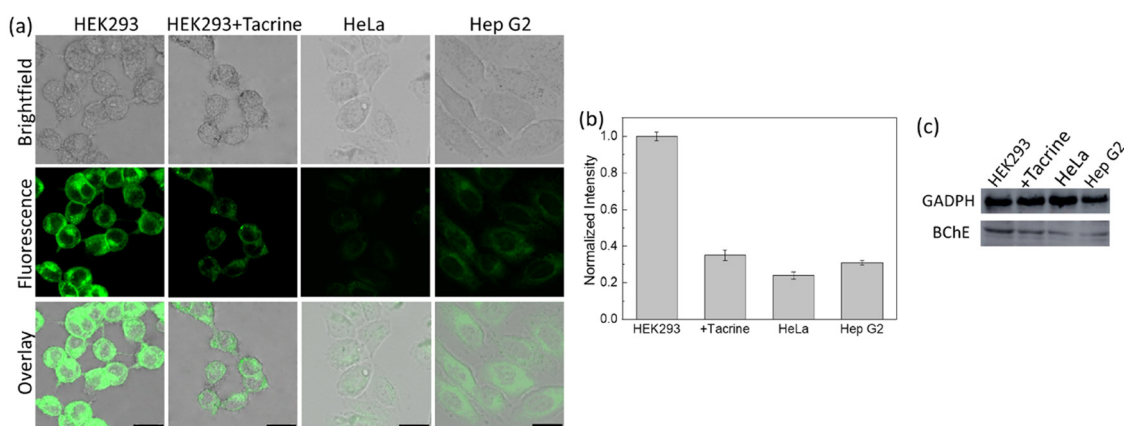 (a)
HEK293 HEK293+Tacrine HeLa Hep G2
Brightfield
Fluorescence
Overlay
(b)
Normalized Intensity
1.0
0.8
0.6
0.4
0.2
0.0
HEK293 +Tacrine HeLa Hep G2
(c)
HEK293 +Tacrine HeLa Hep G2
GADPH
BChE